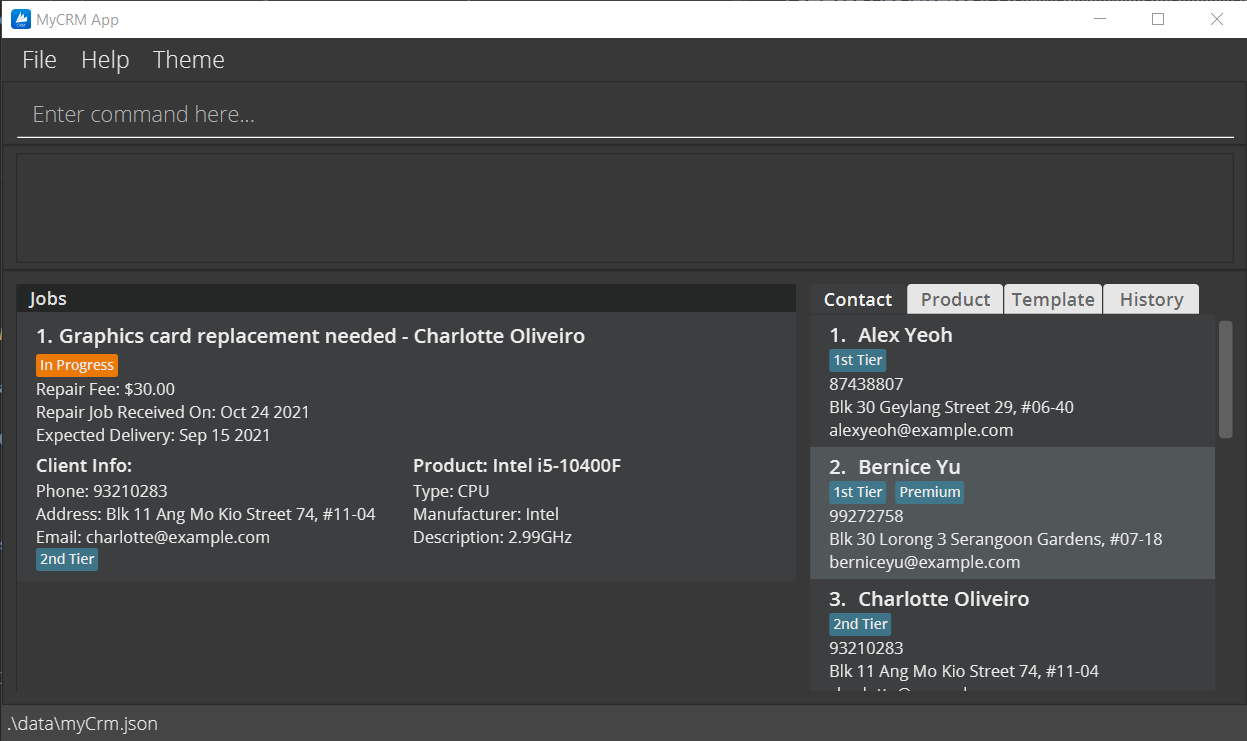 MyCRM App
File Help Theme
Enter command here...
Jobs
1. Graphics card replacement needed - Charlotte Oliveiro
In Progress
Repair Fee: $30.00
Repair Job Received On: Oct 24 2021
Expected Delivery: Sep 15 2021
Client Info:
Phone: 93210283
Address: Blk 11 Ang Mo Kio Street 74, #11-04
Email: charlotte@example.com
2nd Tier
Product: Intel i5-10400F
Type: CPU
Manufacturer: Intel
Description: 2.99GHz
Contact Product Template History
1. Alex Yeoh
1st Tier
87438807
Blk 30 Geylang Street 29, #06-40
alexyeoh@example.com
2. Bernice Yu
1st Tier Premium
99272758
Blk 30 Lorong 3 Serangoon Gardens, #07-18
berniceyu@example.com
3. Charlotte Oliveiro
2nd Tier
93210283
Blk 11 Ang Mo Kio Street 74, #11-04
.\data\myCrm.json